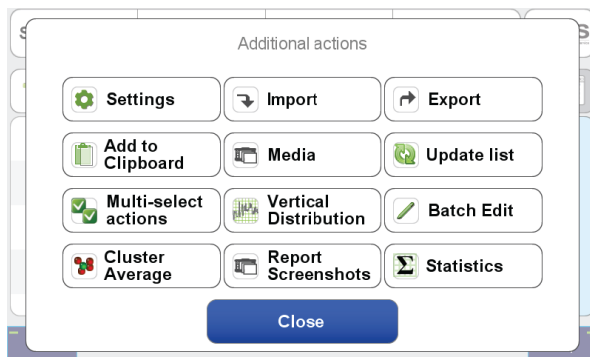 Additional actions
Settings
Import
Export
Add to
Clipboard
Media
Update list
Multi-select
actions
Vertical
Distribution
Batch Edit
Cluster
Average
Report
Screenshots
Σ Statistics
Close